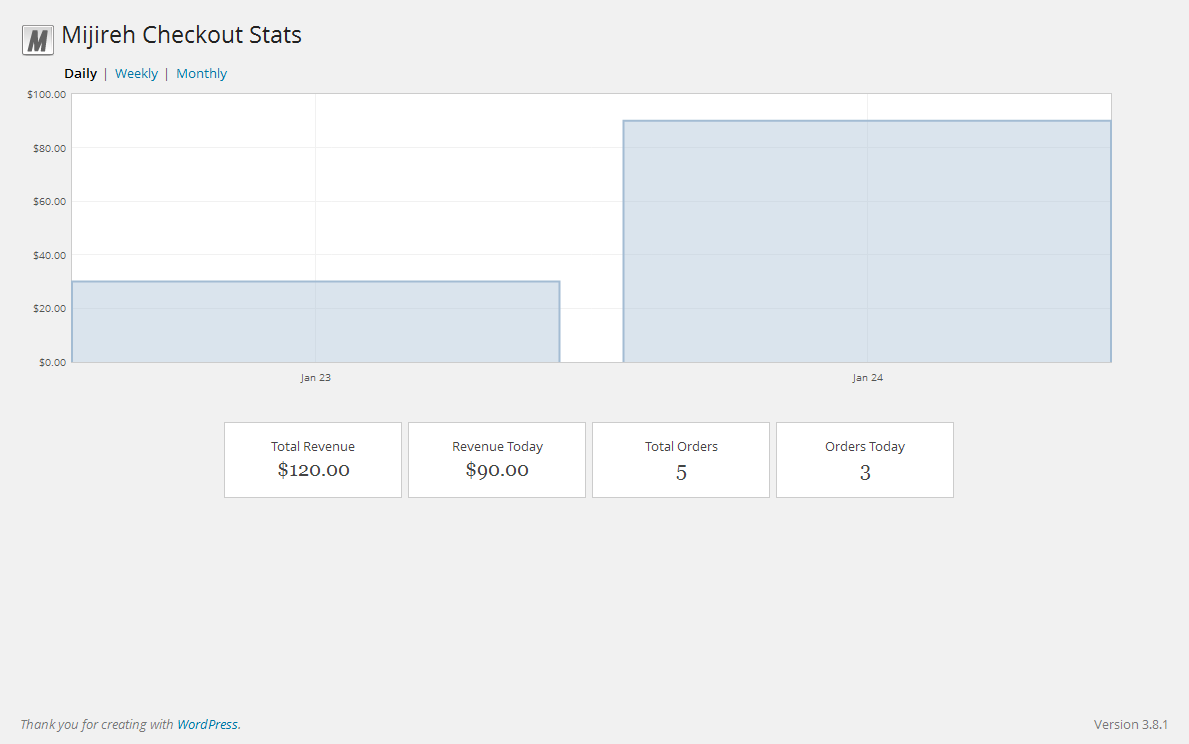 M Mijireh Checkout Stats
Daily | Weekly | Monthly
$100.00
$80.00
$60.00
$40.00
$20.00
$0.00
Jan 23 Jan 24
Total Revenue Revenue Today Total Orders Orders Today
$120.00 $90.00 5 3
Thank you for creating with WordPress. Version 3.8.1